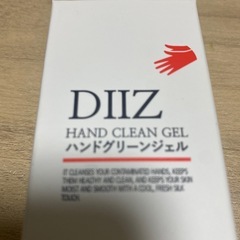 DIIZ
HAND CLEAN GEL
ハンドグリーンジェル
IT CLEANSES YOUR CONTAMINATED HANDS, KEEPS
THEM HEALTHY AND CLEAN, AND KEEPS YOUR SKIN
MOIST AND SMOOTH WITH A COOL, FRESH SILK
TOUCH.